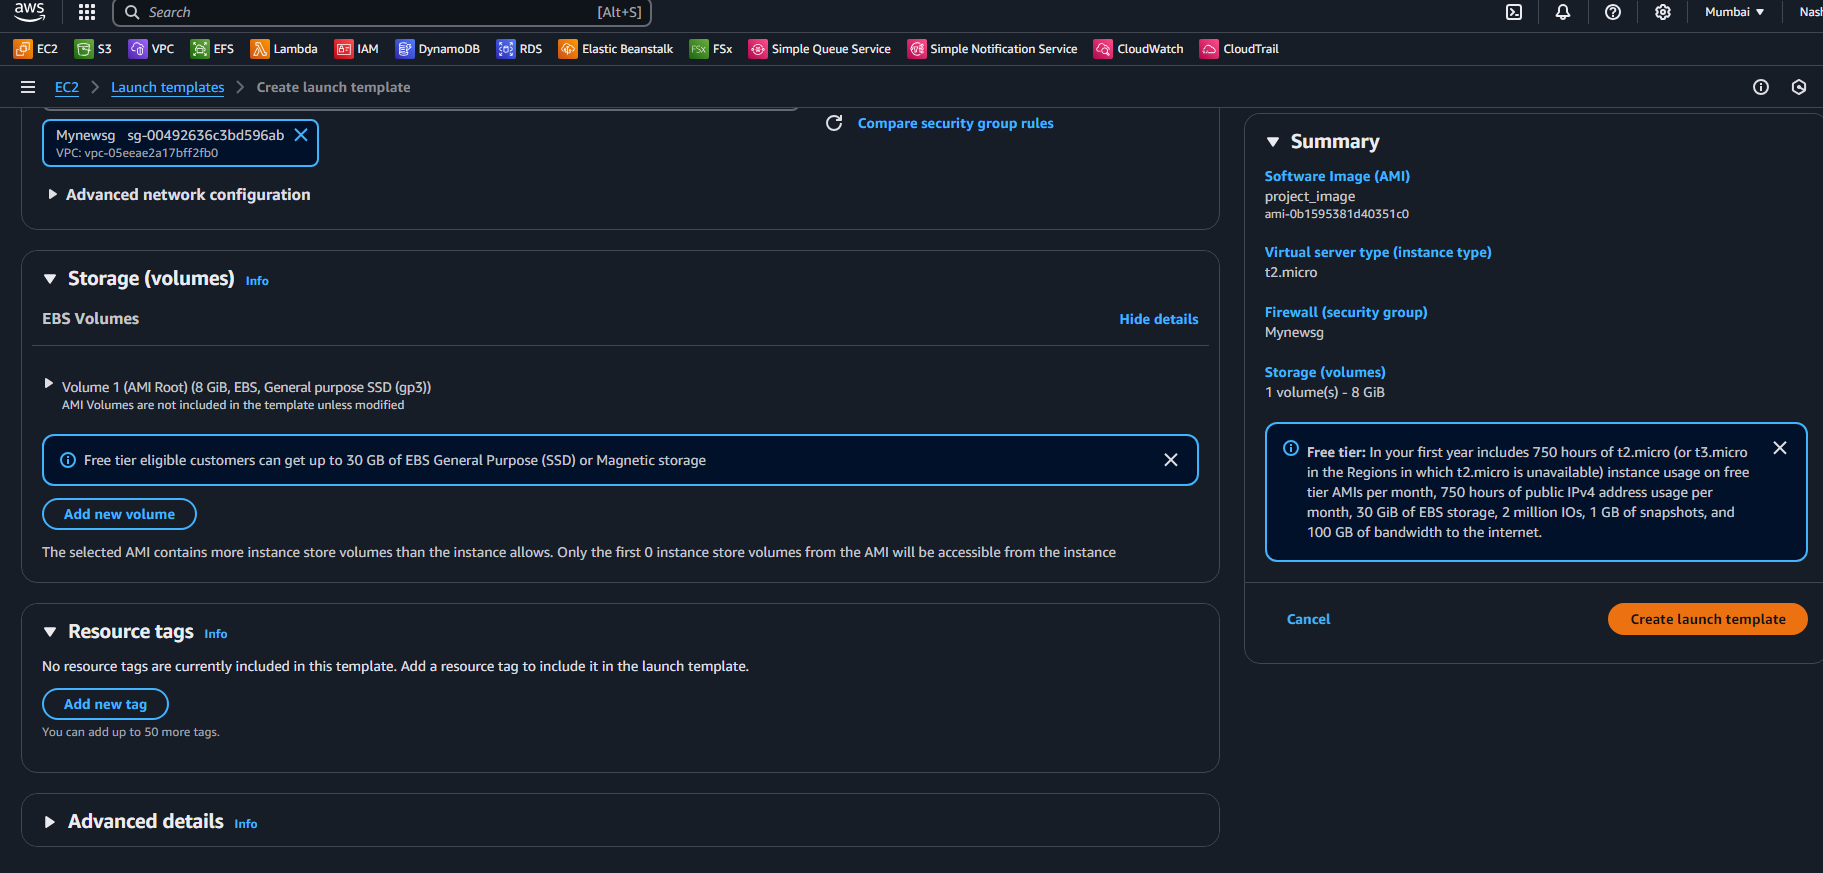 aws
Search [Alt+S]
Mumbai
EC2 S3 VPC EFS Lambda IAM DynamoDB RDS Elastic Beanstalk FSx FSx Simple Queue Service Simple Notification Service CloudWatch CloudTrail
EC2 Launch templates Create launch template
Mynewsg sg-00492636c3bd596ab
VPC: vpc-05eeae2a17bff2fb0
Compare security group rules
Advanced network configuration
Storage (volumes) Info
EBS Volumes
Hide details
Volume 1 (AMI Root) (8 GiB, EBS, General purpose SSD (gp3))
AMI Volumes are not included in the template unless modified
Free tier eligible customers can get up to 30 GB of EBS General Purpose (SSD) or Magnetic storage
Add new volume
The selected AMI contains more instance store volumes than the instance allows. Only the first 0 instance store volumes from the AMI will be accessible from the instance
Resource tags Info
No resource tags are currently included in this template. Add a resource tag to include it in the launch template.
Add new tag
You can add up to 50 more tags.
Advanced details Info
Summary
Software Image (AMI)
project_image
ami-0b1595381d40351c0
Virtual server type (instance type)
t2.micro
Firewall (security group)
Mynewsg
Storage (volumes)
1 volume(s) - 8 GiB
Free tier: In your first year includes 750 hours of t2.micro (or t3.micro
in the Regions in which t2.micro is unavailable) instance usage on free
tier AMIs per month, 750 hours of public IPv4 address usage per
month, 30 GiB of EBS storage, 2 million IOs, 1 GB of snapshots, and
100 GB of bandwidth to the internet.
Cancel
Create launch template